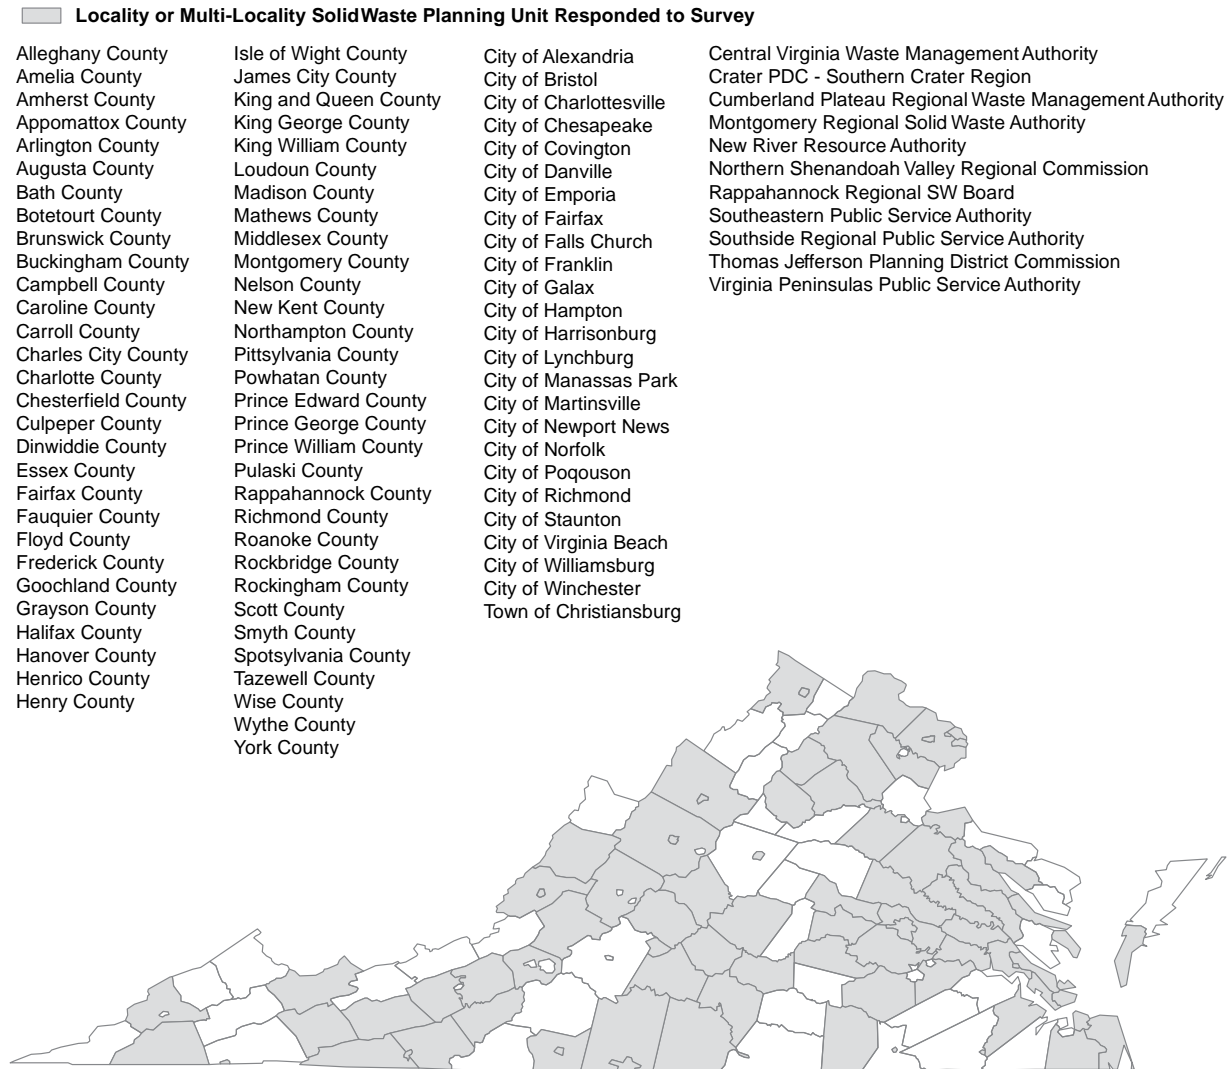 Locality or Multi-Locality Solid Waste Planning Unit Responded to Survey
Alleghany County
Amelia County
Amherst County
Appomattox County
Arlington County
Augusta County
Bath County
Botetourt County
Brunswick County
Buckingham County
Campbell County
Caroline County
Carroll County
Charles City County
Charlotte County
Chesterfield County
Culpeper County
Dinwiddie County
Essex County
Fairfax County
Fauquier County
Floyd County
Frederick County
Goochland County
Grayson County
Halifax County
Hanover County
Henrico County
Henry County
Isle of Wight County
James City County
King and Queen County
King George County
King William County
Loudoun County
Madison County
Mathews County
Middlesex County
Montgomery County
Nelson County
New Kent County
Northampton County
Pittsylvania County
Powhatan County
Prince Edward County
Prince George County
Prince William County
Pulaski County
Rappahannock County
Richmond County
Roanoke County
Rockbridge County
Rockingham County
Scott County
Smyth County
Spotsylvania County
Tazewell County
Wise County
Wythe County
York County
City of Alexandria
City of Bristol
City of Charlottesville
City of Chesapeake
City of Covington
City of Danville
City of Emporia
City of Fairfax
City of Falls Church
City of Franklin
City of Galax
City of Hampton
City of Harrisonburg
City of Lynchburg
City of Manassas Park
City of Martinsville
City of Newport News
City of Norfolk
City of Poqouson
City of Richmond
City of Staunton
City of Virginia Beach
City of Williamsburg
City of Winchester
Town of Christiansburg
Central Virginia Waste Management Authority
Crater PDC - Southern Crater Region
Cumberland Plateau Regional Waste Management Authority
Montgomery Regional Solid Waste Authority
New River Resource Authority
Northern Shenandoah Valley Regional Commission
Rappahannock Regional SW Board
Southeastern Public Service Authority
Southside Regional Public Service Authority
Thomas Jefferson Planning District Commission
Virginia Peninsulas Public Service Authority